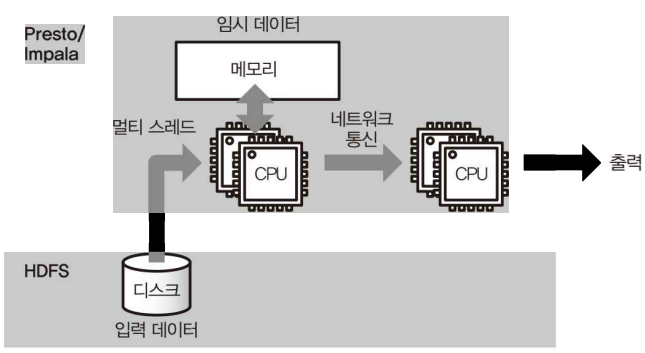 Presto/
Impala
임시 데이터
메모리
멀티 스레드
네트워크
통신
CPU
CPU
출력
HDFS
디스크
입력 데이터